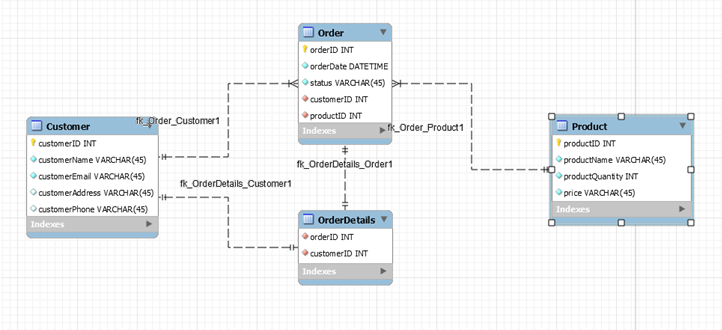 Order
orderID INT
orderDate DATETIME
status VARCHAR(45)
customerID INT
productID INT
Indexes
fk_Order_Customer1
fk_Order_Product1
Customer
customerID INT
customerName VARCHAR(45)
customerEmail VARCHAR(45)
customerAddress VARCHAR(45)
customerPhone VARCHAR(45)
Indexes
Product
productID INT
productName VARCHAR(45)
productQuantity INT
price VARCHAR(45)
Indexes
fk_OrderDetails_Order1
fk_OrderDetails_Customer1
OrderDetails
orderID INT
customerID INT
Indexes